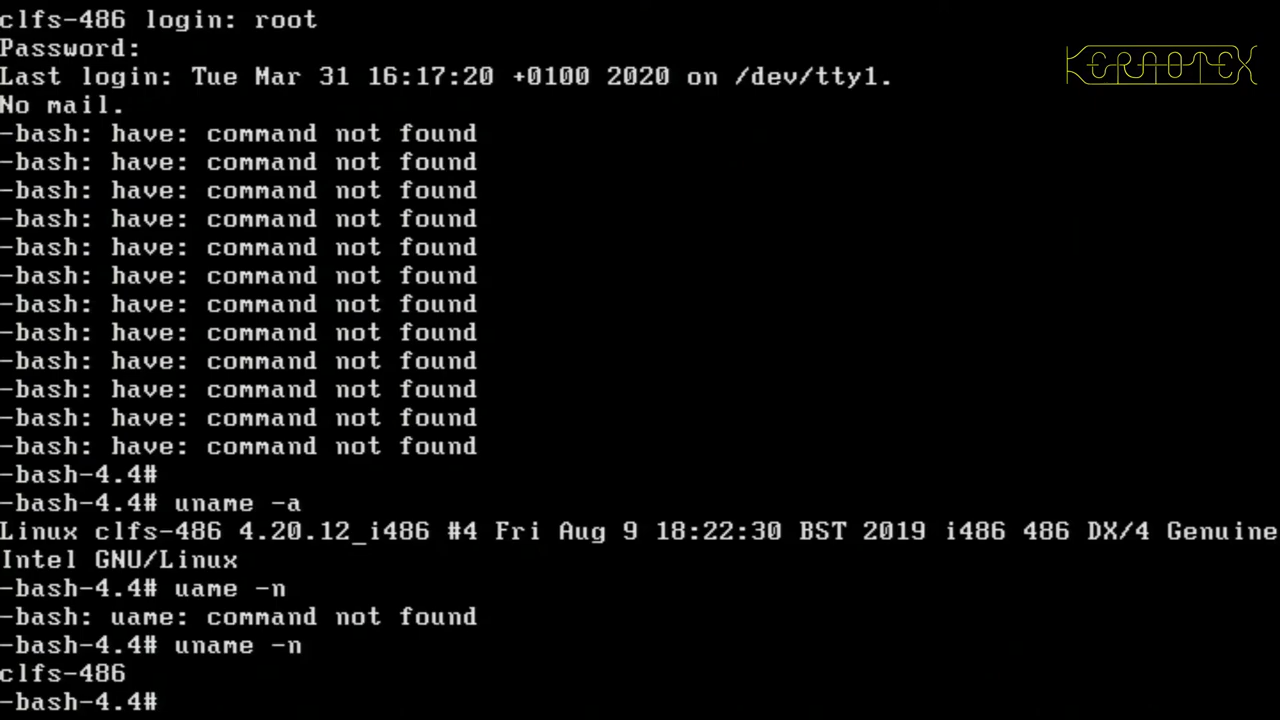 clfs-486 login: root
KERNOTEX
Password:
Last login: Tue Mar 31 16:17:20 +0100 2020 on /dev/tty1.
No mail.
-bash: have: command not found
-bash: have: command not found
-bash: have: command not found
-bash: have: command not found
-bash: have: command not found
-bash: have: command not found
-bash: have: command not found
-bash: have: command not found
-bash: have: command not found
-bash: have: command not found
-bash: have: command not found
-bash: have: command not found
-bash-4.4#
-bash-4.4# uname -a
Linux clfs-486 4.20.12_i486 #4 Fri Aug 9 18:22:30 BST 2019 i486 486 DX/4 Genuine
Intel GNU/Linux
-bash-4.4# uame -n
-bash: uame: command not found
-bash-4.4# uname -n
clfs-486
-bash-4.4#